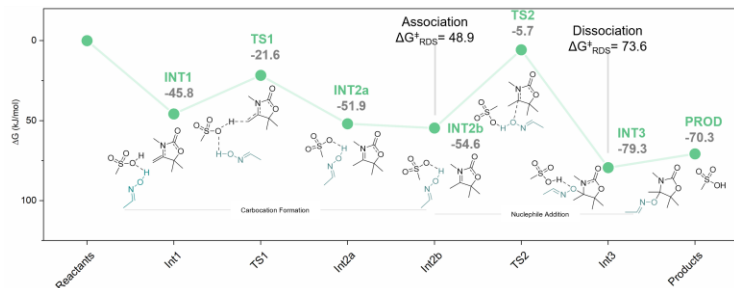 Association
ΔG‡RDS= 48.9
TS2
-5.7
Dissociation
ΔG‡RDS= 73.6
TS1
-21.6
INT1
-45.8
INT2a
-51.9
INT2b
-54.6
INT3
-79.3
PROD
-70.3
ΔG (kJ/mol)
0
50
100
Carbocation Formation
Nuclephile Addition
Reactants
Int1
TS1
Int2a
Int2b
TS2
Int3
Products